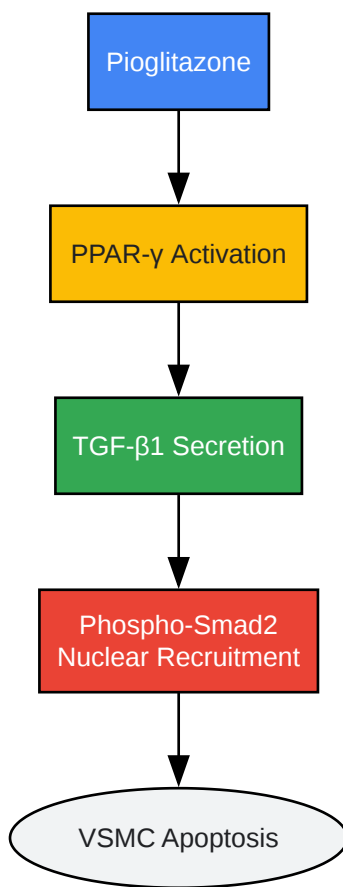 Pioglitazone
PPAR-γ Activation
TGF-β1 Secretion
Phospho-Smad2
Nuclear Recruitment
VSMC Apoptosis